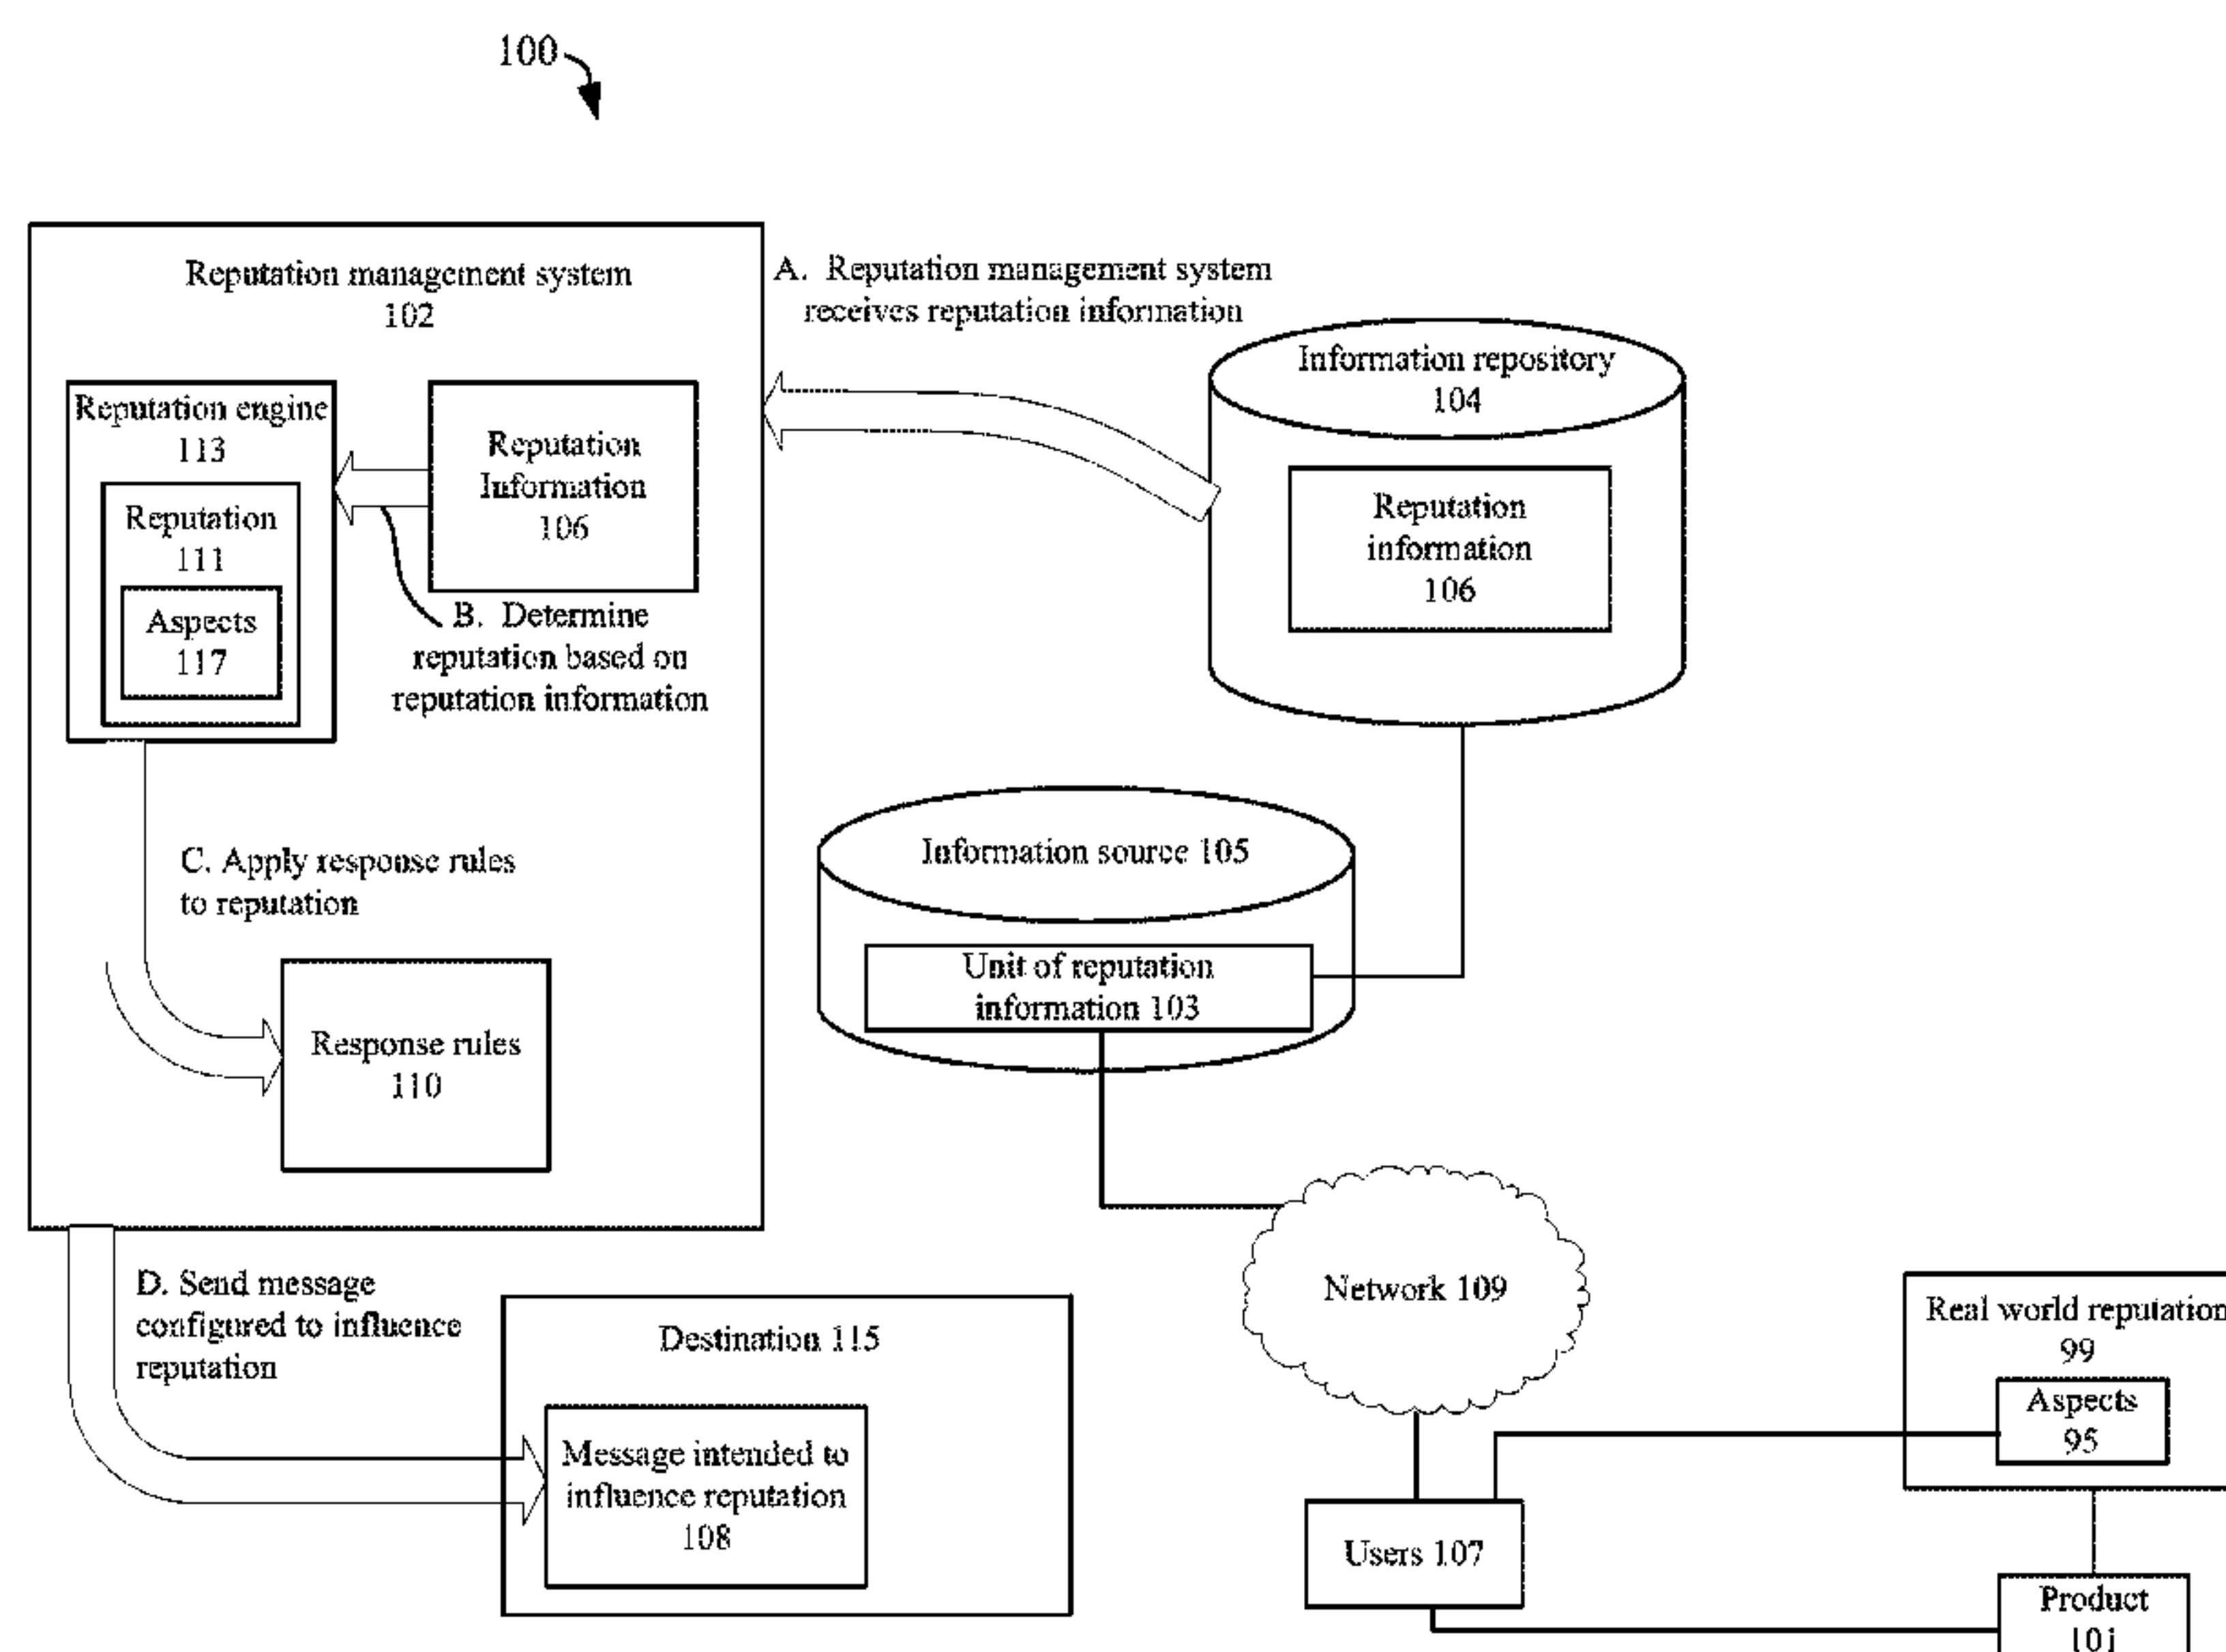 100
Reputation management system
102
A. Reputation management system
receives reputation information
Information repository
104
Reputation engine
113
Reputation
Information
106
Reputation
information
106
Reputation
111
Aspects
117
B. Determine
reputation based on
reputation information
C. Apply response rules
to reputation
Information source 105
Unit of reputation
information 103
Response rules
110
D. Send message
configured to influence
reputation
Destination 115
Message intended to
influence reputation
108
Network 109
Real world reputation
99
Aspects
95
Users 107
Product
101